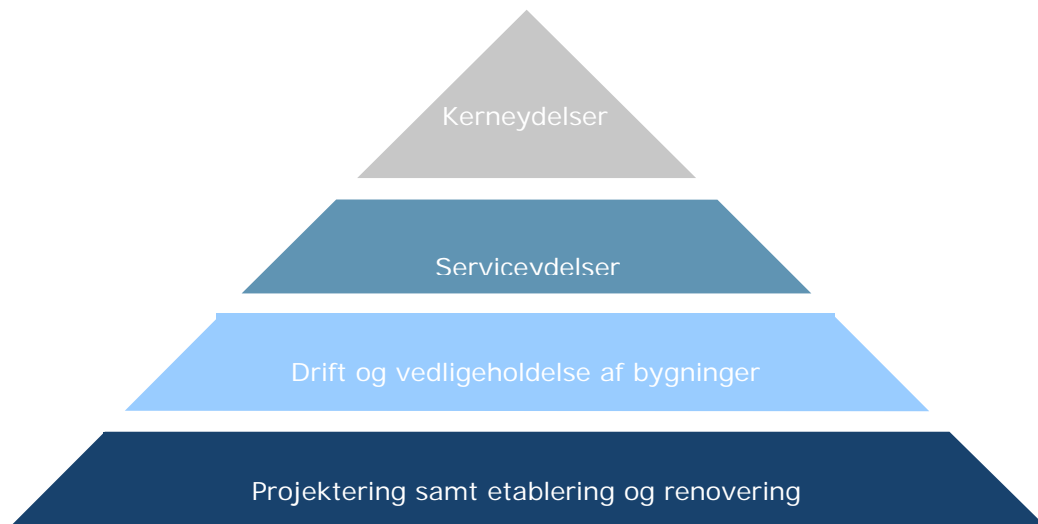 Kerneydelser
Serviceydelser
Drift og vedligeholdelse af bygninger
Projektering samt etablering og renovering